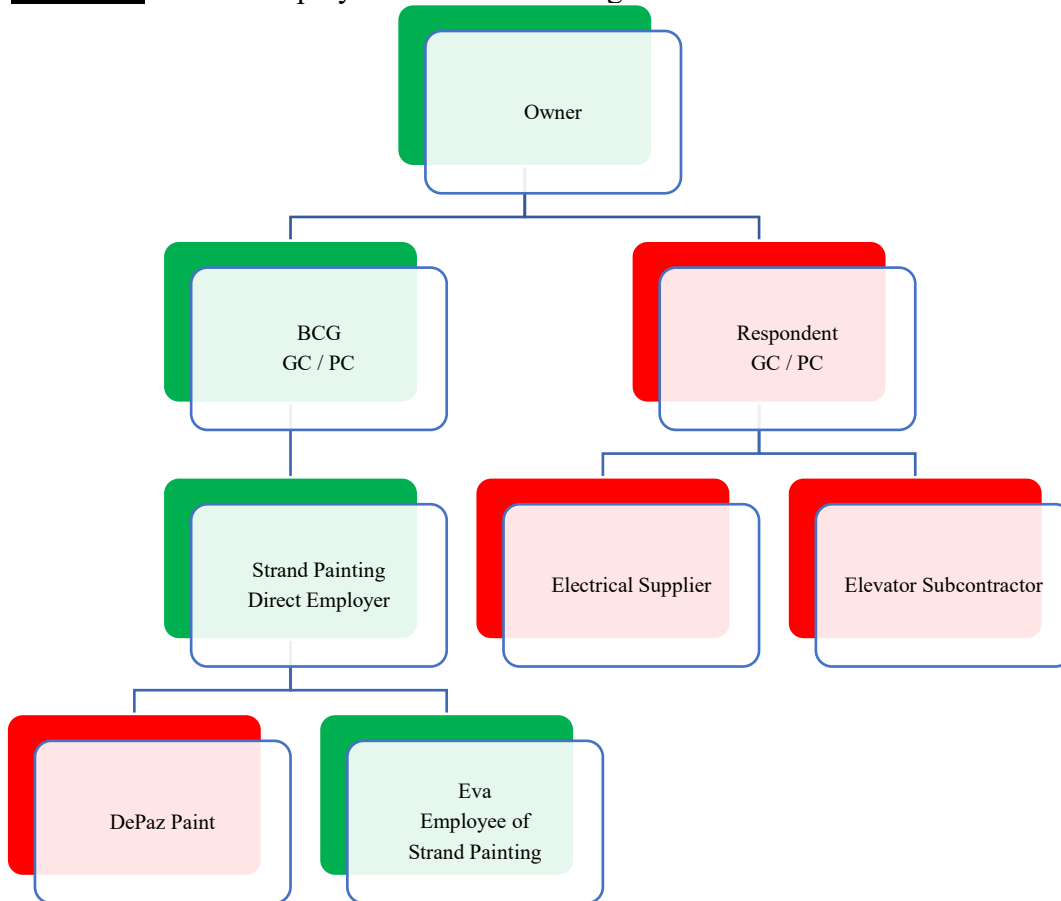 Owner
BCG
GC / PC
Respondent
GC / PC
Strand Painting
Direct Employer
Electrical Supplier
Elevator Subcontractor
DePaz Paint
Eva
Employee of
Strand Painting